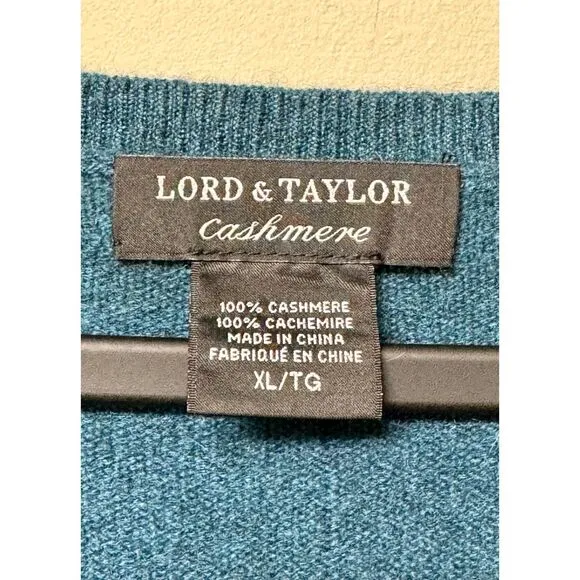 LORD & TAYLOR
cashmere
100% CASHMERE
100% CACHEMIRE
MADE IN CHINA
FABRIQUÉ EN CHINE
XL/TG